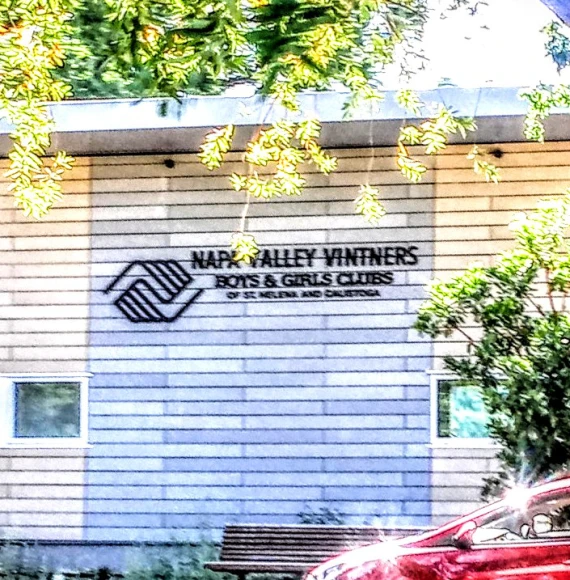 NAPA VALLEY VINTNERS
BOYS & GIRLS CLUBS
OF ST. HELENA AND CALISTOGA